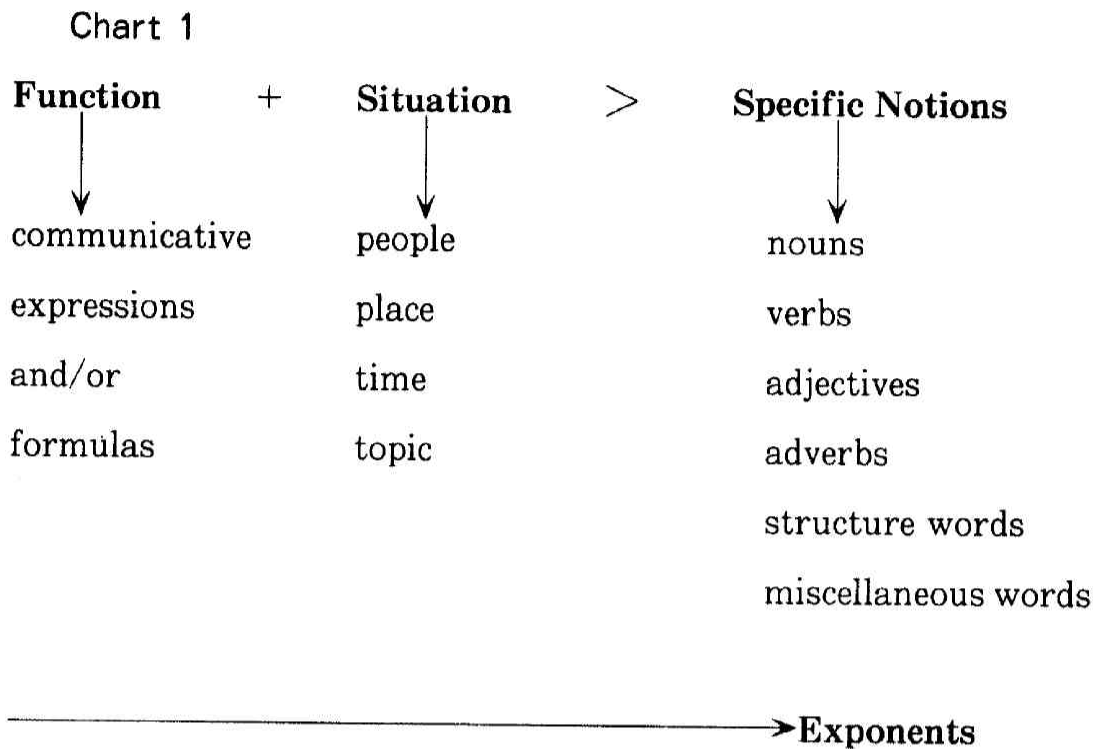 Chart 1
Function + Situation > Specific Notions
communicative people nouns
expressions place verbs
and/or time adjectives
formulas topic adverbs
structure words
miscellaneous words
Exponents